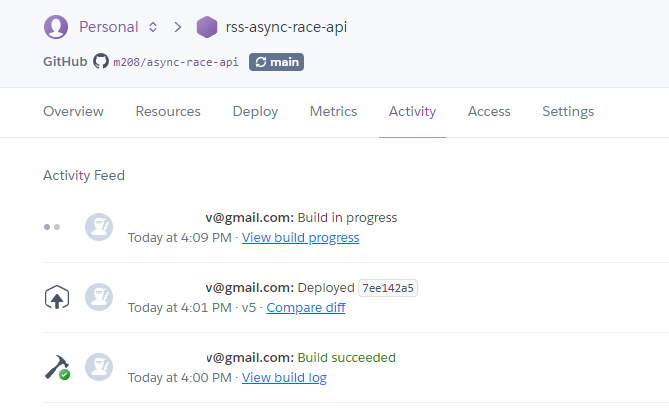 Personal rss-async-race-api
GitHub m208/async-race-api main
Overview Resources Deploy Metrics Activity Access Settings
Activity Feed
v@gmail.com: Build in progress
Today at 4:09 PM · View build progress
v@gmail.com: Deployed 7ee142a5
Today at 4:01 PM · v5 · Compare diff
v@gmail.com: Build succeeded
Today at 4:00 PM · View build log